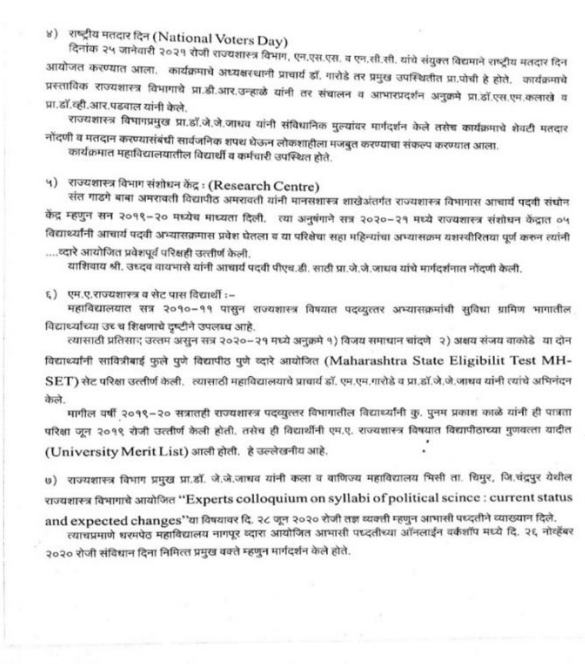 ४) राष्ट्रीय मतदार दिन (National Voters Day)
दिनांक २५ जानेवारी २०२१ रोजी राज्यशास्त्र विभाग, एन.एस.एस. व एन.सी.सी. यांचे संयुक्त विद्यमाने राष्ट्रीय मतदार दिन
आयोजत करण्यात आला. कार्यक्रमाचे अध्यक्षस्थानी प्राचार्य डॉ. गारोडे तर प्रमुख उपस्थितीत प्रा.पोची हे होते. कार्यक्रमाचे
प्रस्ताविक राज्यशास्त्र विभागाचे प्रा.डी.आर.उन्हाळे यांनी तर संचालन व आभारप्रदर्शन अनुक्रमे प्रा.डॉ.एस.एम.कलाखे व
प्रा.डॉ.व्ही.आर.पडवाल यांनी केले.
राज्यशास्त्र विभागप्रमुख प्रा.डॉ.जे.जे.जाधव यांनी संविधानिक मुल्यांवर मार्गदर्शन केले तसेच कार्यक्रमाचे शेवटी मतदार
नोंदणी व मतदान करण्यासंबंधी सार्वजनिक शपथ घेऊन लोकशाहीला मजबुत करण्याचा संकल्प करण्यात आला.
कार्यक्रमात महाविद्यालयातील विद्यार्थी व कर्मचारी उपस्थित होते.
५) राज्यशास्त्र विभाग संशोधन केंद्र : (Research Centre)
संत गाडगे बाबा अमरावती विद्यापीठ अमरावती यांनी मानसशास्त्र शाखेअंतर्गत राज्यशास्त्र विभागास आचार्य पदवी संधोन
केंद्र म्हणुन सन २०१९-२० मध्येच माध्यता दिली. त्या अनुषंगाने सत्र २०२०-२१ मध्ये राज्यशास्त्र संशोधन केंद्रात ०५
विद्यार्थ्यांनी आचार्य पदवी अभ्यासक्रमास प्रवेश घेतला व या परिक्षेचा सहा महिन्यांचा अभ्यासक्रम यशस्वीरितया पूर्ण करुन त्यांनी
....व्दारे आयोजित प्रवेशपूर्व परिक्षही उत्तीर्ण केली.
याशिवाय श्री. उध्दव वायभासे यांनी आचार्य पदवी पीएच.डी. साठी प्रा.जे.जे.जाधव यांचे मार्गदर्शनात नोंदणी केली.
६) एम.ए.राज्यशास्त्र व सेट पास विद्यार्थी :–
महाविद्यालयात सत्र २०१०-११ पासुन राज्यशास्त्र विषयात पदव्युत्तर अभ्यासक्रमांची सुविधा ग्रामिण भागातील
विद्यार्थ्यांच्या उच च शिक्षणाचे दृष्टीने उपलब्ध आहे.
त्यासाठी प्रतिसाद उत्तम असुन सत्र २०२०-२१ मध्ये अनुक्रमे १) विजय समाधान चांदणे २) अक्षय संजय वाकोडे या दोन
विद्यार्थ्यांनी सावित्रीबाई फुले पुणे विद्यापीठ पुणे व्दारे आयोजित (Maharashtra State Eligibilit Test MH-
SET) सेट परिक्षा उत्तीर्ण केली. त्यासाठी महाविद्यालयाचे प्राचार्य डॉ. एम.एम.गारोडे व प्रा.डॉ.जे.जे.जाधव यांनी त्यांचे अभिनंदन
केले.
मागील वर्षी २०१९-२० सत्रातही राज्यशास्त्र पदव्युत्तर विभागातील विद्यार्थ्यांनी कु. पुनम प्रकाश काळे यांनी ही पात्रता
परिक्षा जून २०१९ रोजी उत्तीर्ण केली होती. तसेच ही विद्यार्थीनी एम.ए. राज्यशास्त्र विषयात विद्यापीठाच्या गुणवत्ता यादीत
(University Merit List) आली होती. हे उल्लेखनीय आहे.
७) राज्यशास्त्र विभाग प्रमुख प्रा.डॉ. जे.जे.जाधव यांनी कला व वाणिज्य महाविद्यालय भिसी ता. चिमुर, जि.चंद्रपुर येथील
राज्यशास्त्र विभागाचे आयोजित “Experts colloquium on syllabi of political scince : current status
and expected changes”या विषयावर दि. २८ जून २०२० रोजी तज्ञ व्यक्ती म्हणुन आभासी पध्दतीने व्याख्यान दिले.
त्याचप्रमाणे धरमपेठ महाविद्यालय नागपूर व्दारा आयोजित आभासी पध्दतीच्या ऑनलाईन वर्कशॉप मध्ये दि. २६ नोव्हेंबर
२०२० रोजी संविधान दिना निमित्त प्रमुख वक्ते म्हणुन मार्गदर्शन केले होते.